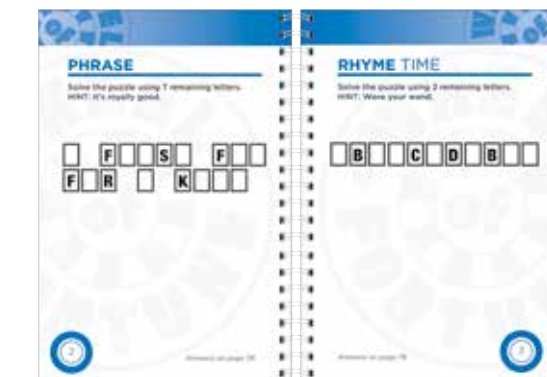 PHRASE
Solve the puzzle using 7 remaining letters.
HINT: It's royally good.
F S F
F R K
2
Answers on page 78
RHYME TIME
Solve the puzzle using 2 remaining letters.
HINT: Wave your wand.
B C D B
3
Answers on page 78